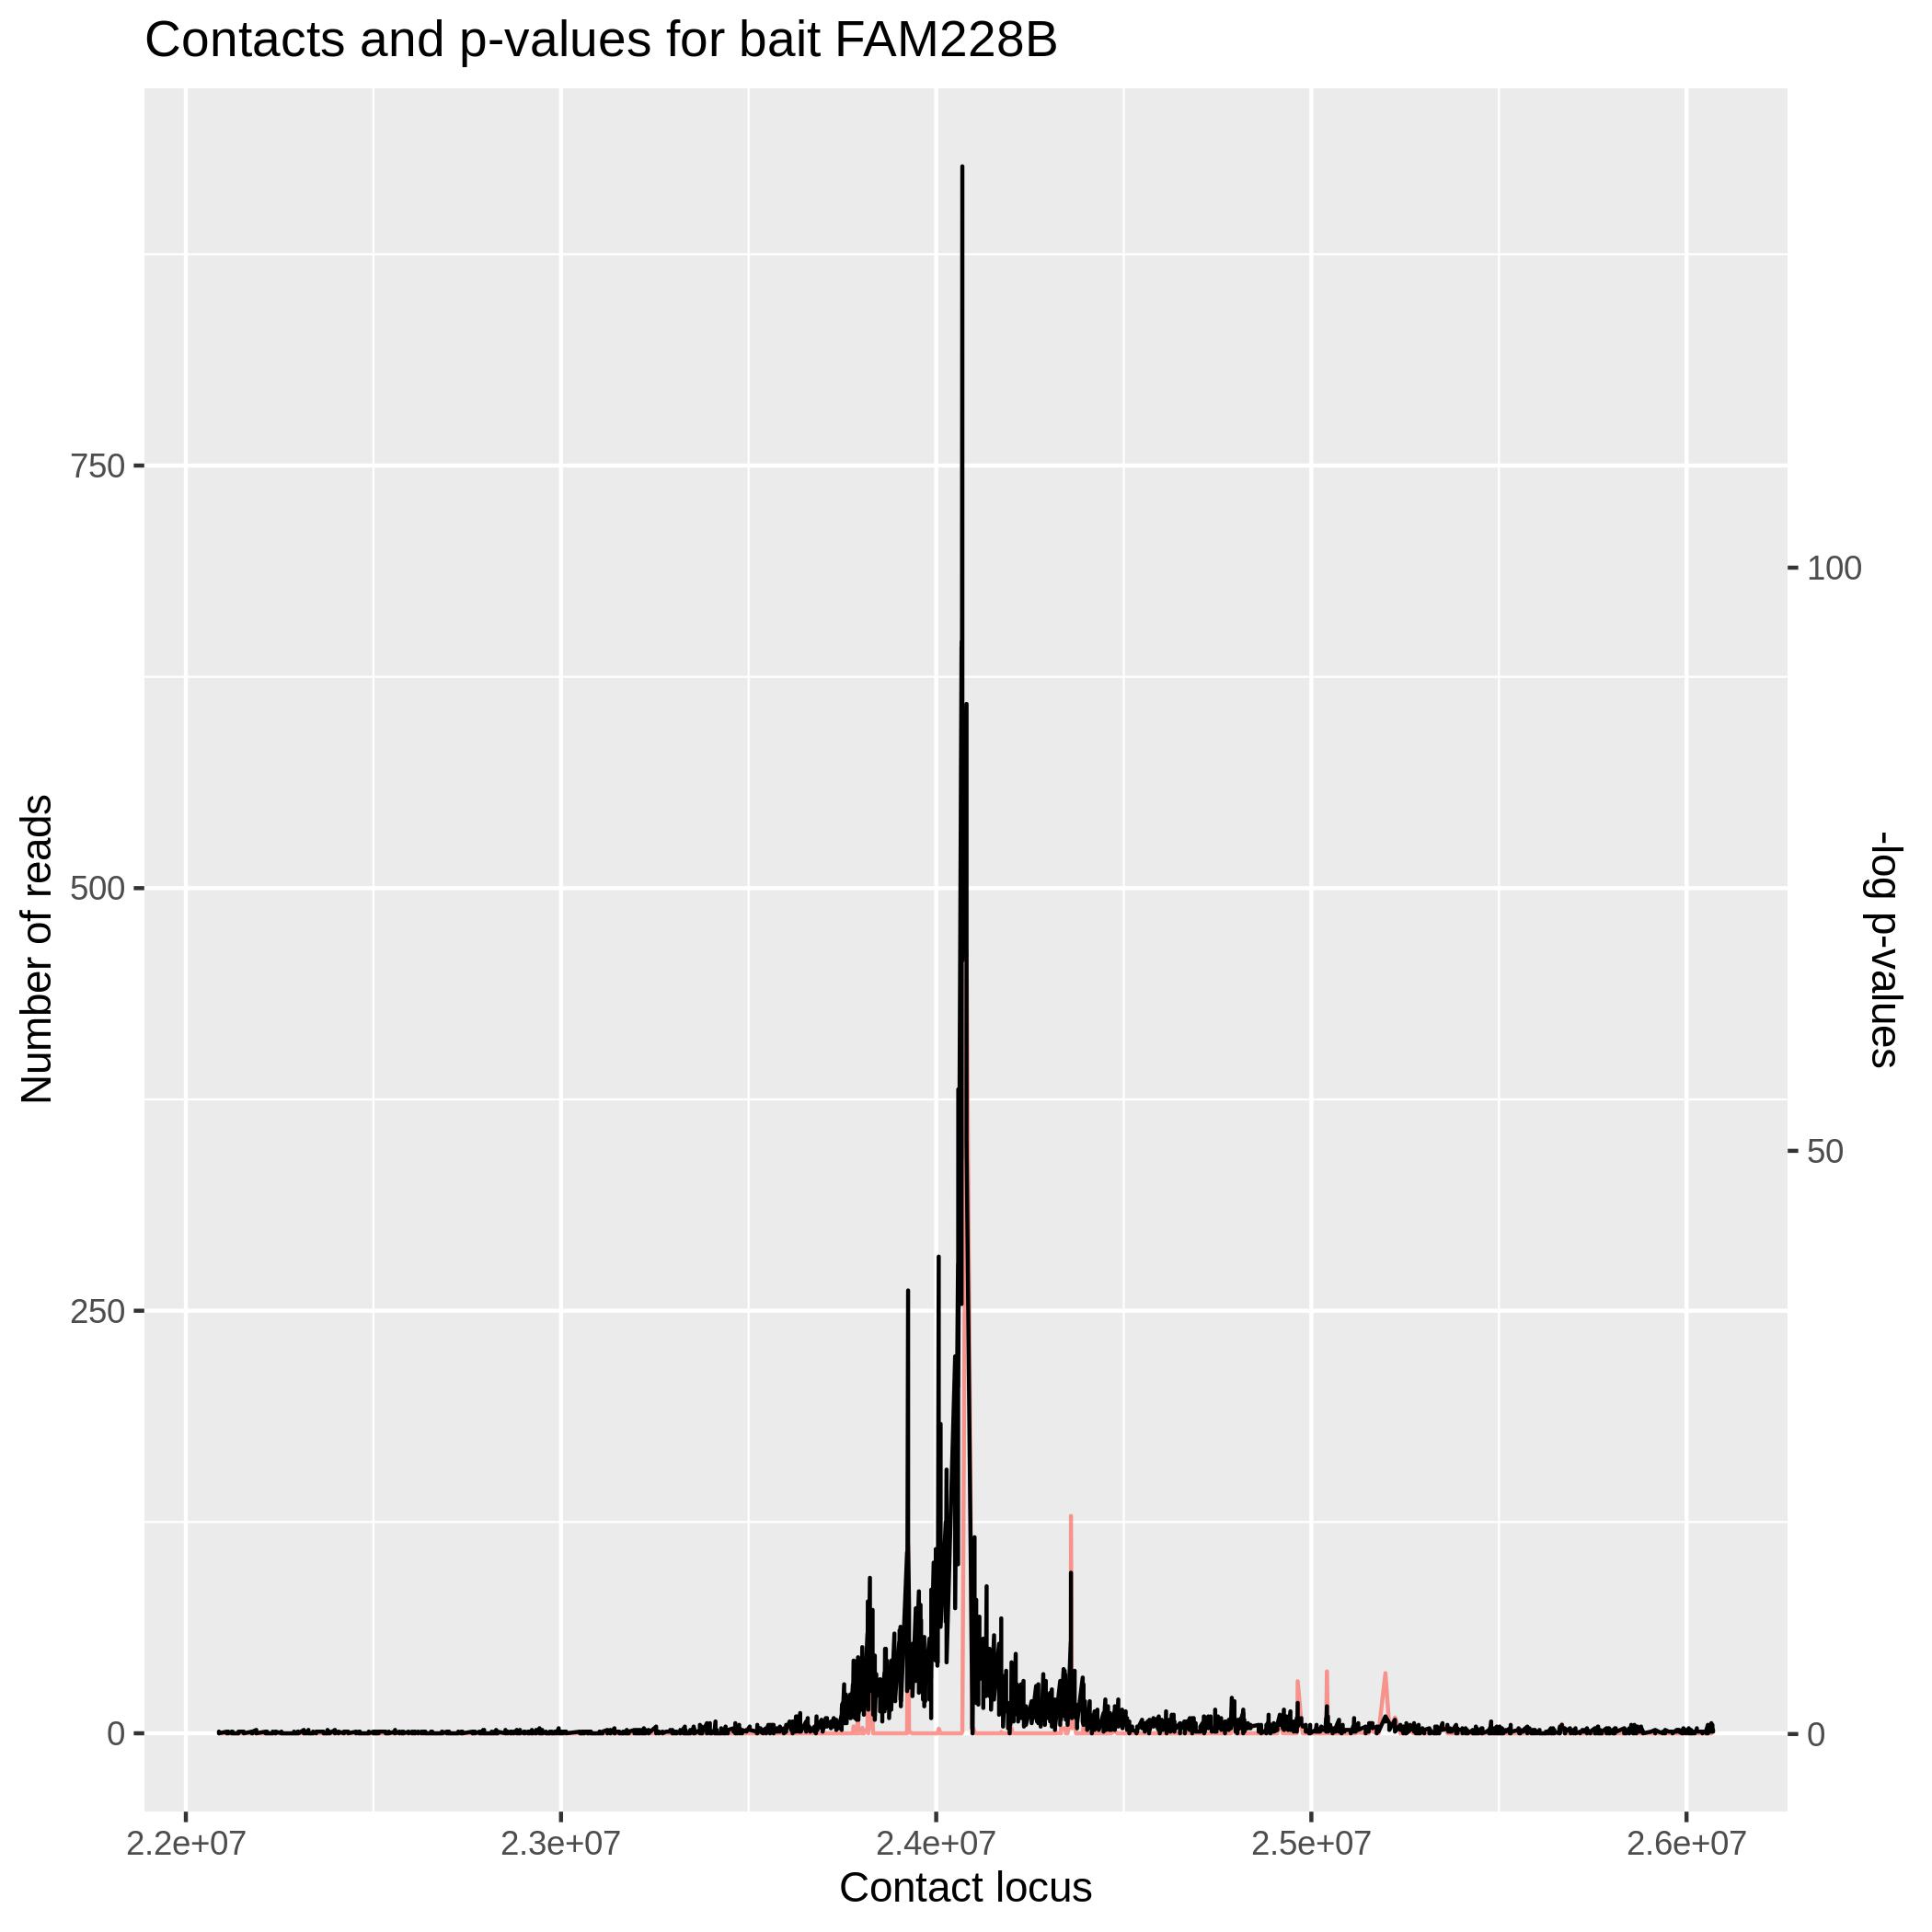 Contacts and p-values for bait FAM228B
Number of reads
750
500
250
0
100
50
0
-log p-values
2.2e+07 2.3e+07 2.4e+07 2.5e+07 2.6e+07
Contact locus